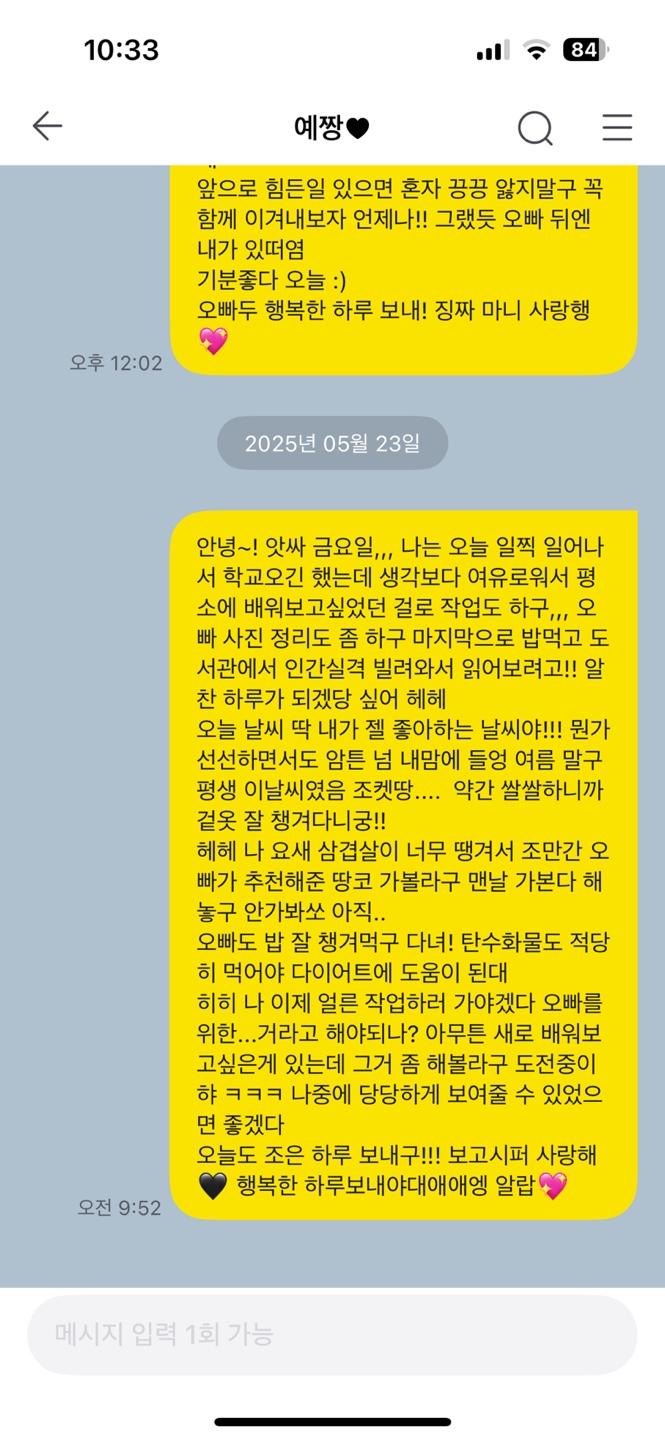 10:33
84
예짱🖤
앞으로 힘든일 있으면 혼자 끙끙 앓지말구 꼭
함께 이겨내보자 언제나!! 그랬듯 오빠 뒤엔
내가 있떠염
기분좋다 오늘 :)
오빠두 행복한 하루 보내! 징짜 마니 사랑행
💖
오후 12:02
2025년 05월 23일
안녕~! 앗싸 금요일,,, 나는 오늘 일찍 일어나
서 학교오긴 했는데 생각보다 여유로워서 평
소에 배워보고싶었던 걸로 작업도 하구,,, 오
빠 사진 정리도 좀 하구 마지막으로 밥먹고 도
서관에서 인간실격 빌려와서 읽어보려고!! 알
찬 하루가 되겠당 싶어 헤헤
오늘 날씨 딱 내가 젤 좋아하는 날씨야!!! 뭔가
선선하면서도 암튼 넘 내맘에 들엉 여름 말구
평생 이날씨였음 조켓땅.... 약간 쌀쌀하니까
겉옷 잘 챙겨다니궁!!
헤헤 나 요새 삼겹살이 너무 땡겨서 조만간 오
빠가 추천해준 땅코 가볼라구 맨날 가본다 해
놓구 안가봐쏘 아직..
오빠도 밥 잘 챙겨먹구 다녀! 탄수화물도 적당
히 먹어야 다이어트에 도움이 된대
히히 나 이제 얼른 작업하러 가야겠다 오빠를
위한...거라고 해야되나? 아무튼 새로 배워보
고싶은게 있는데 그거 좀 해볼라구 도전중이
햐 ㅋㅋㅋ 나중에 당당하게 보여줄 수 있었으
면 좋겠다
오늘도 조은 하루 보내구!!! 보고시퍼 사랑해
🖤 행복한 하루보내야대애애엥 알랍💖
오전 9:52
메시지 입력 1회 가능